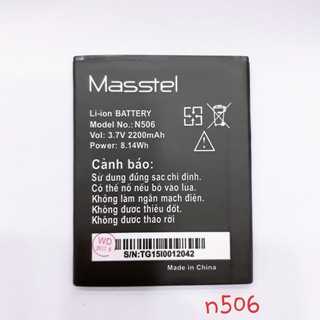 Masstel
Li-ion BATTERY
Model No.: N506
Vol: 3.7V 2200mAh
Power: 8.14Wh
Cảnh báo:
Sử dụng đúng sạc chỉ định.
Có thể nổ nếu bỏ vào lửa.
Không làm ngắn mạch điện.
Không được thiêu đốt.
Không được tháo rời
WD
S/N:TG15I0012042
Made in China
n506